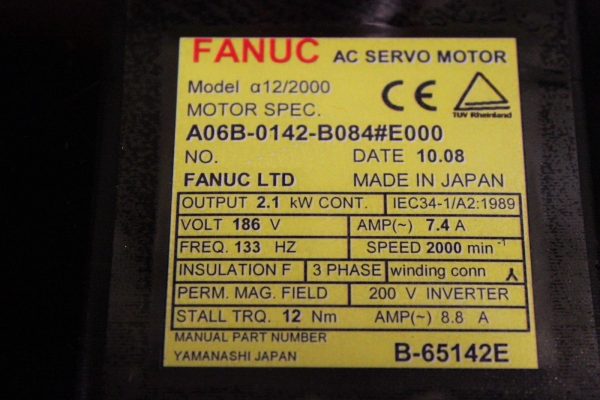 FANUC AC SERVO MOTOR
Model α12/2000
MOTOR SPEC.
CE TUV Rheinland
A06B-0142-B084#E000
NO. DATE 10.08
FANUC LTD MADE IN JAPAN
OUTPUT 2.1 kW CONT. IEC34-1/A2:1989
VOLT 186 V AMP(~) 7.4 A
FREQ. 133 HZ SPEED 2000 min⁻¹
INSULATION F 3 PHASE winding conn
PERM. MAG. FIELD 200 V INVERTER
STALL TRQ. 12 Nm AMP(~) 8.8 A
MANUAL PART NUMBER
YAMANASHI JAPAN B-65142E